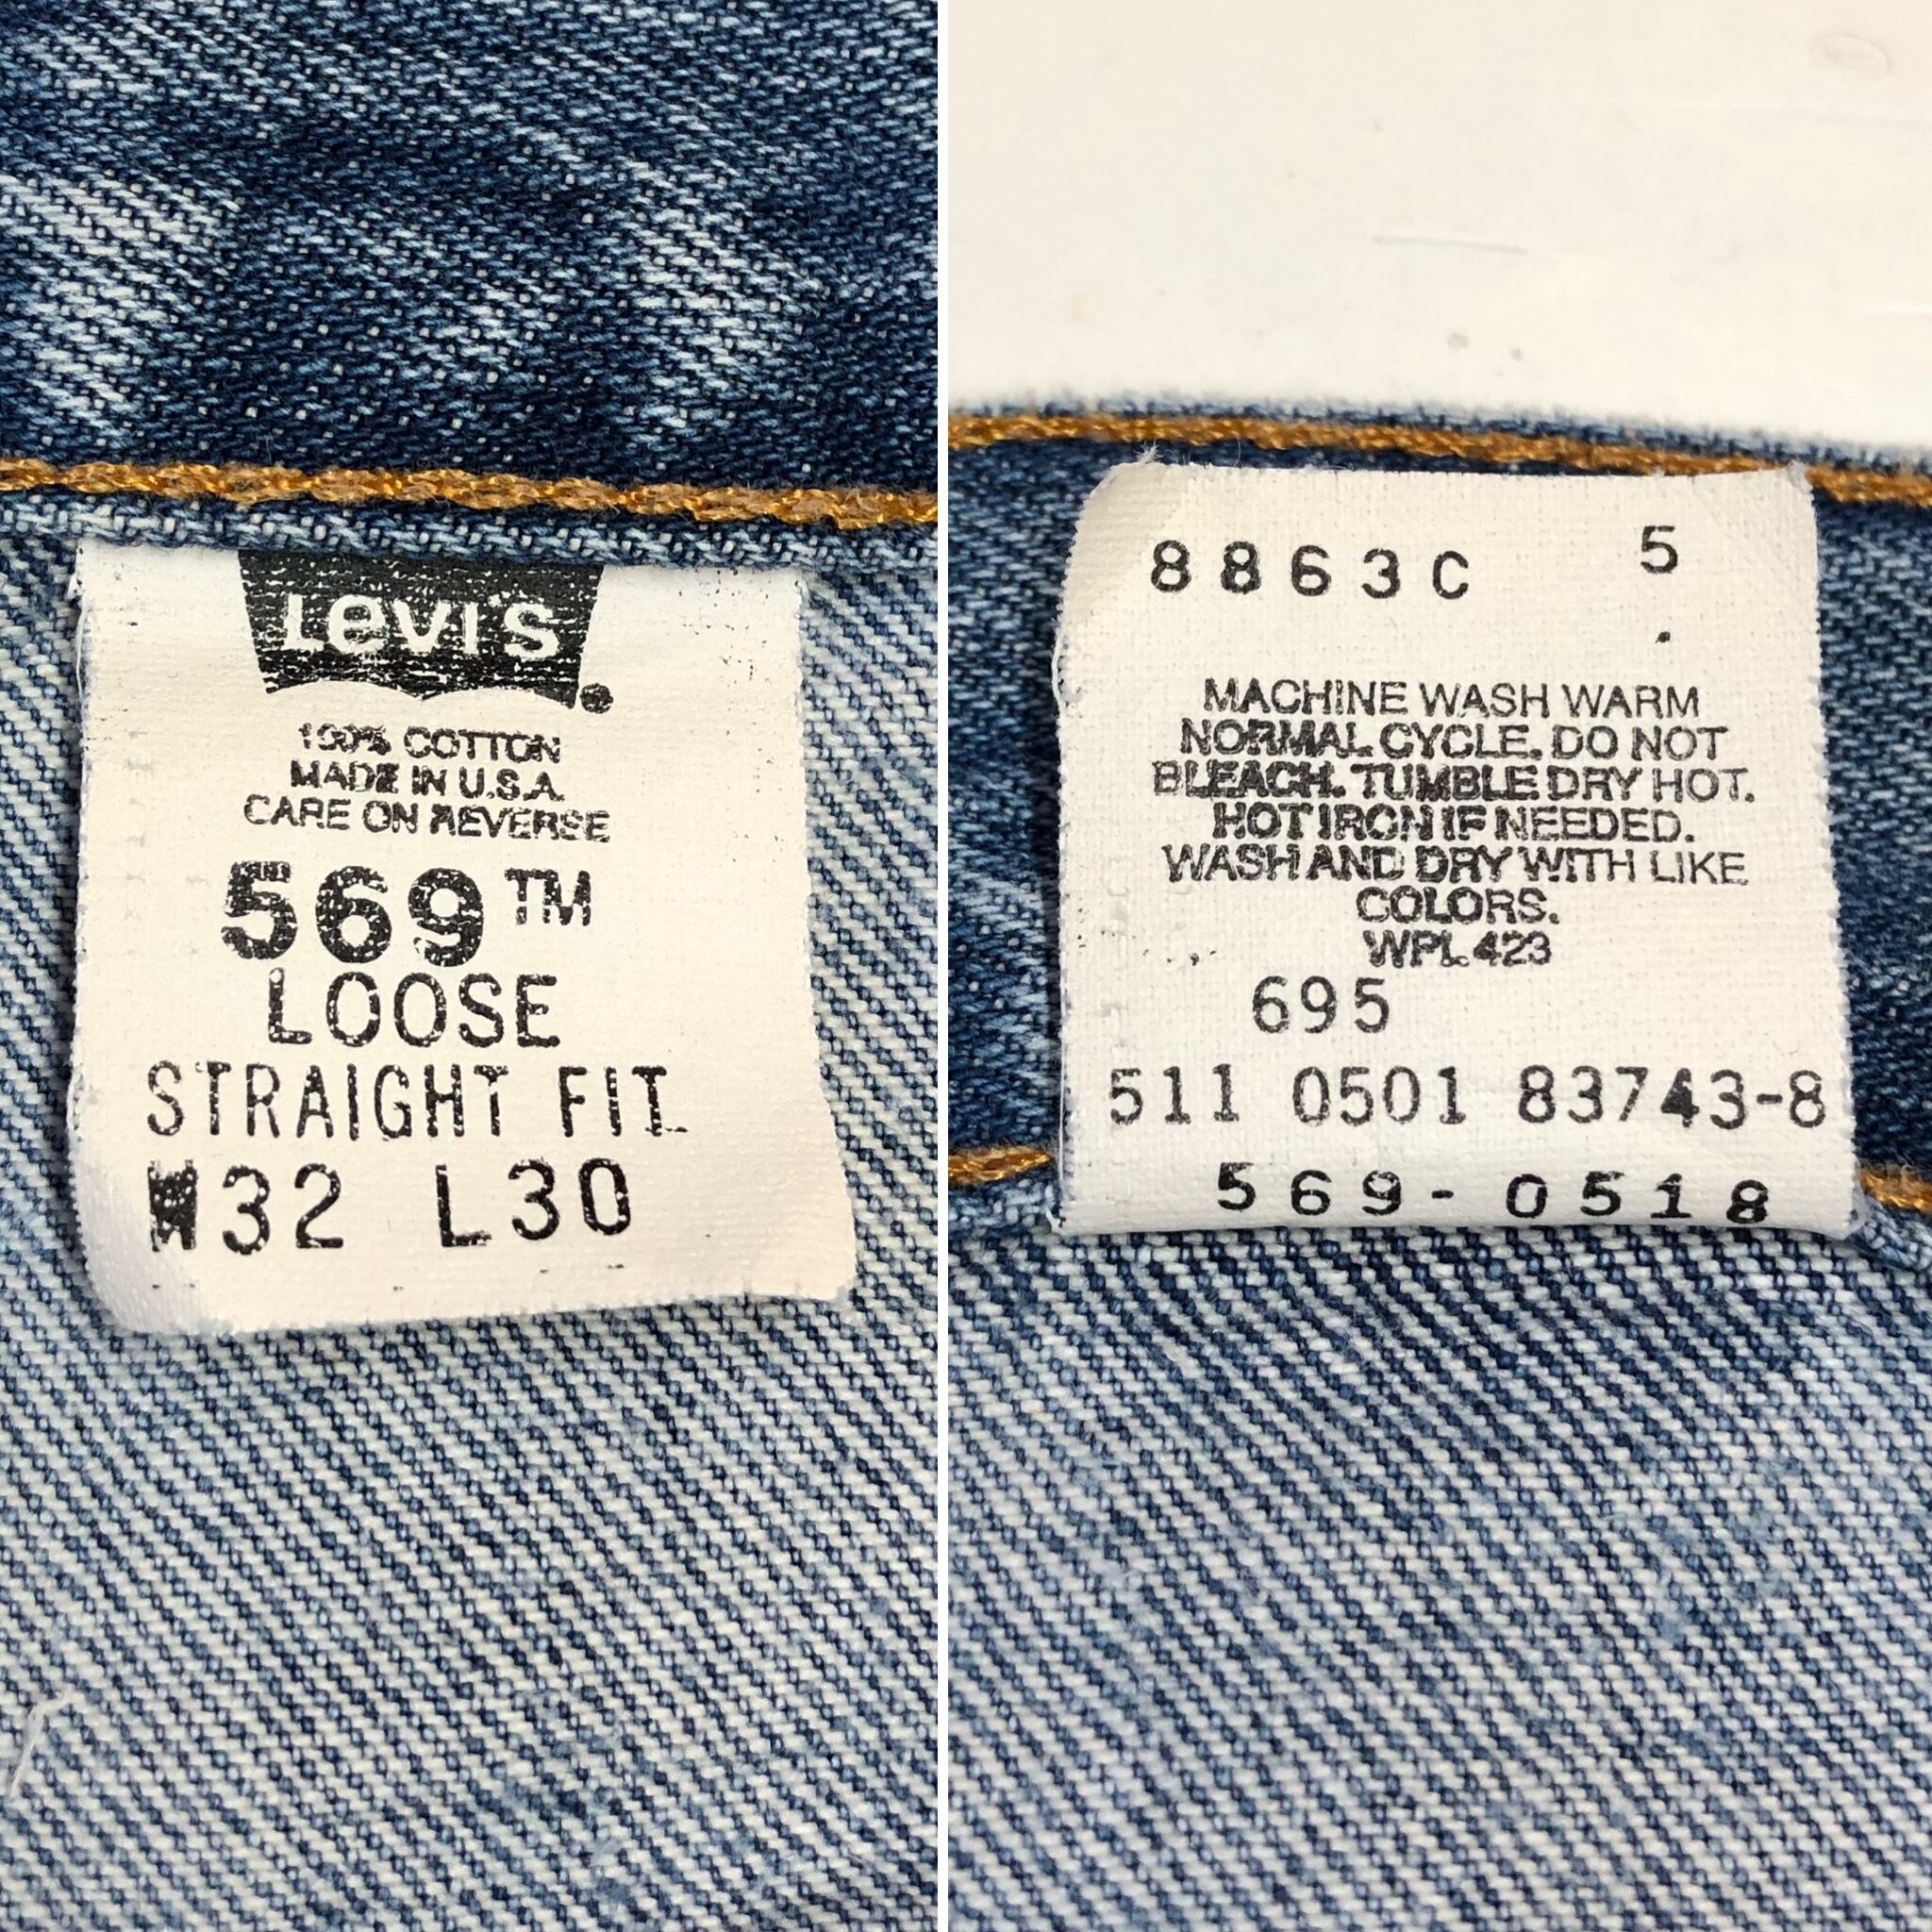 Levi's
100% COTTON
MADE IN U.S.A.
CARE ON REVERSE
569™
LOOSE
STRAIGHT FIT
W32 L30
8863C 5
MACHINE WASH WARM
NORMAL CYCLE. DO NOT
BLEACH. TUMBLE DRY HOT.
HOT IRON IF NEEDED.
WASH AND DRY WITH LIKE
COLORS.
WPL 423
695
511 0501 83743-8
569-0518